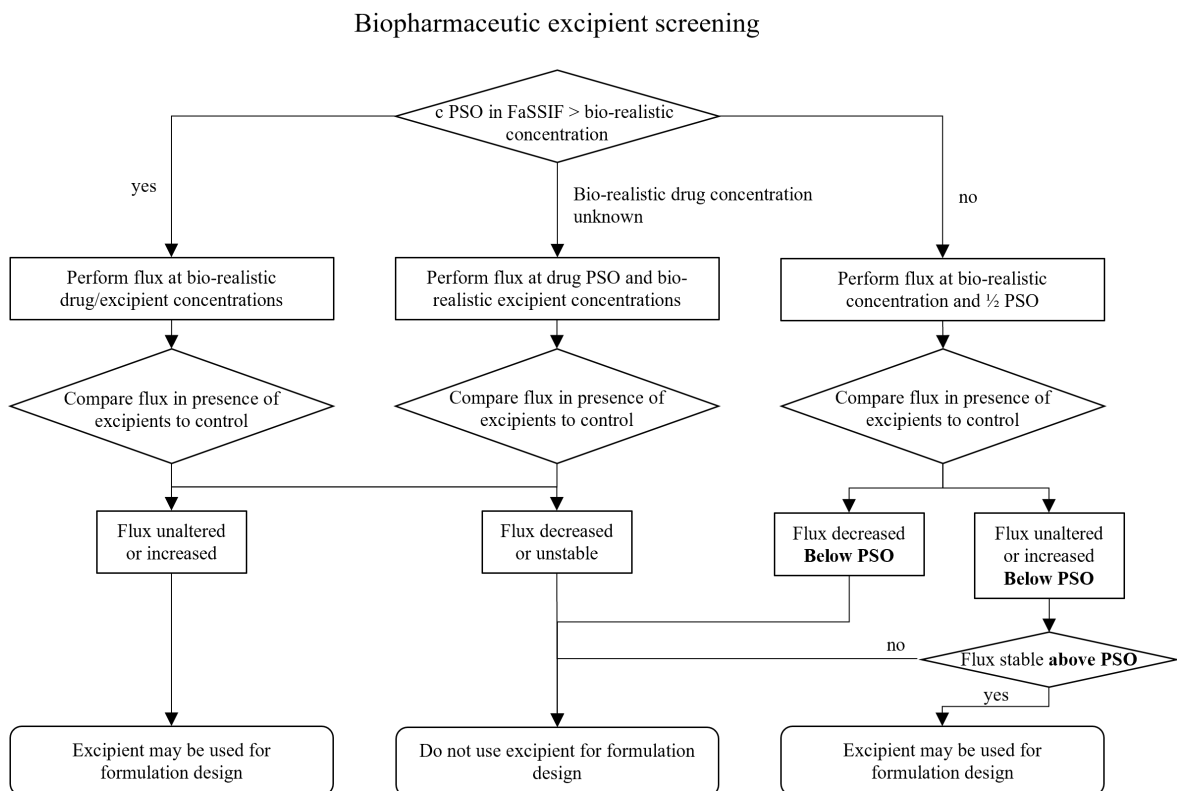 Biopharmaceutic excipient screening
c PSO in FaSSIF > bio-realistic
concentration
yes
Bio-realistic drug concentration
unknown
no
Perform flux at bio-realistic
drug/excipient concentrations
Perform flux at drug PSO and bio-
realistic excipient concentrations
Perform flux at bio-realistic
concentration and ½ PSO
Compare flux in presence of
excipients to control
Compare flux in presence of
excipients to control
Compare flux in presence of
excipients to control
Flux unaltered
or increased
Flux decreased
or unstable
Flux decreased
Below PSO
Flux unaltered
or increased
Below PSO
no
Flux stable above PSO
yes
Excipient may be used for
formulation design
Do not use excipient for formulation
design
Excipient may be used for
formulation design